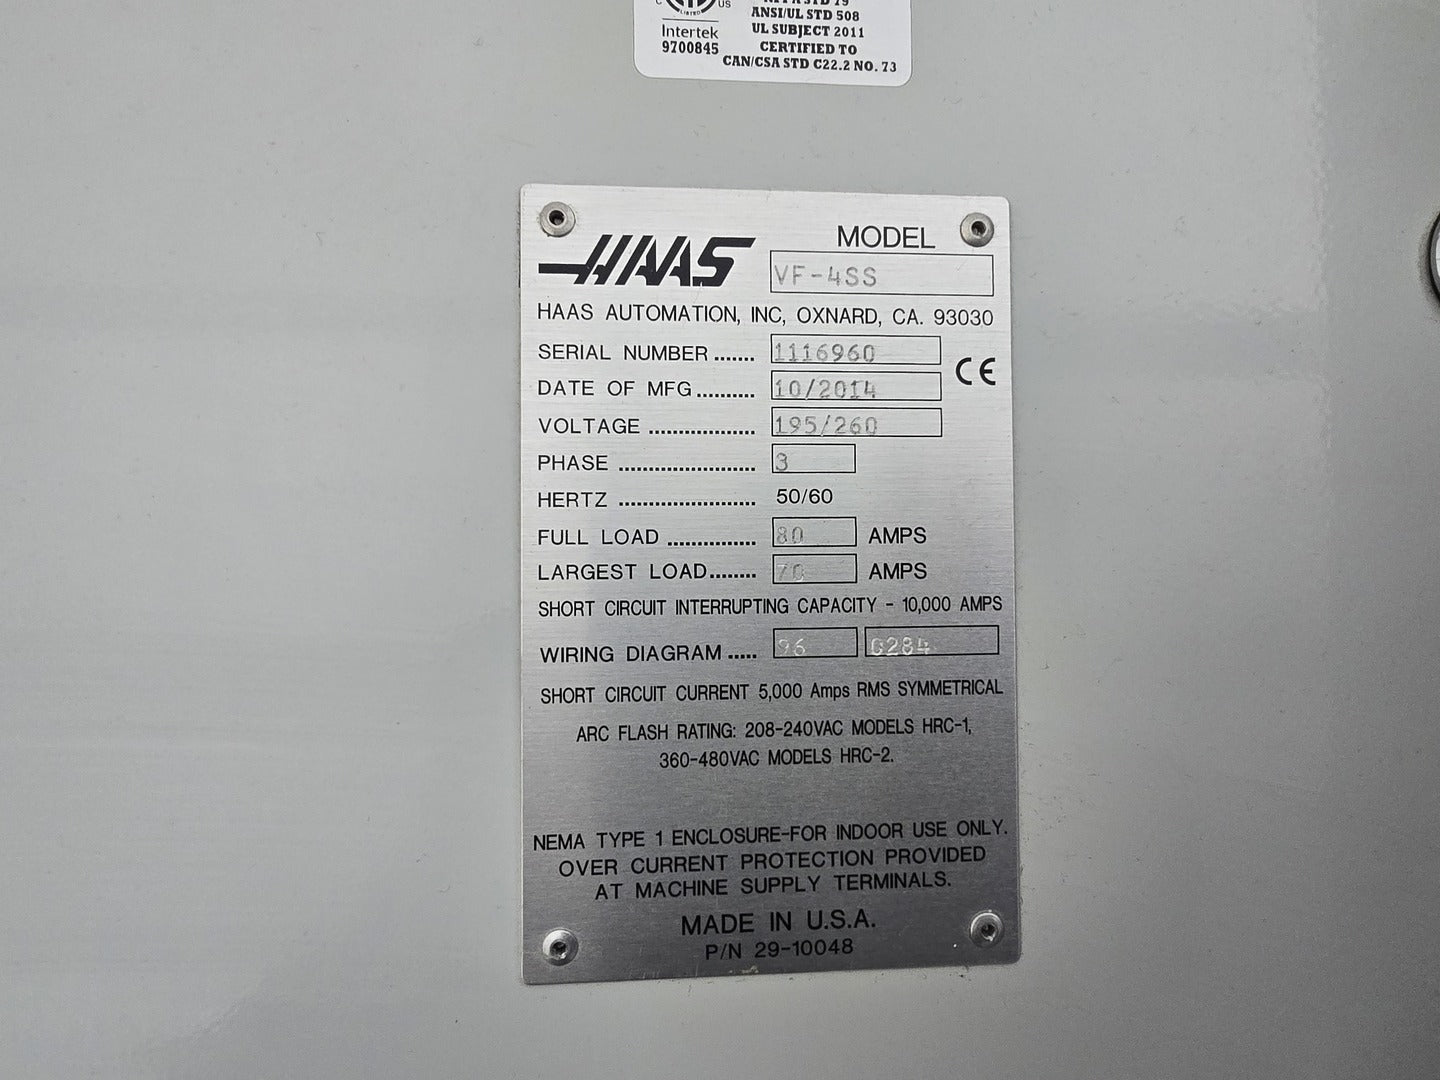 C US
Intertek
9700845
ANSI/UL STD 508
UL SUBJECT 2011
CERTIFIED TO
CAN/CSA STD C22.2 NO. 73
HAAS
MODEL
VF-4SS
HAAS AUTOMATION, INC, OXNARD, CA. 93030
SERIAL NUMBER ....... 1116960
CE
DATE OF MFG .......... 10/2014
VOLTAGE .................. 195/260
PHASE ....................... 3
HERTZ ....................... 50/60
FULL LOAD ............... 80 AMPS
LARGEST LOAD........ 70 AMPS
SHORT CIRCUIT INTERRUPTING CAPACITY - 10,000 AMPS
WIRING DIAGRAM ..... 96 0284
SHORT CIRCUIT CURRENT 5,000 Amps RMS SYMMETRICAL
ARC FLASH RATING: 208-240VAC MODELS HRC-1,
360-480VAC MODELS HRC-2.
NEMA TYPE 1 ENCLOSURE-FOR INDOOR USE ONLY.
OVER CURRENT PROTECTION PROVIDED
AT MACHINE SUPPLY TERMINALS.
MADE IN U.S.A.
P/N 29-10048